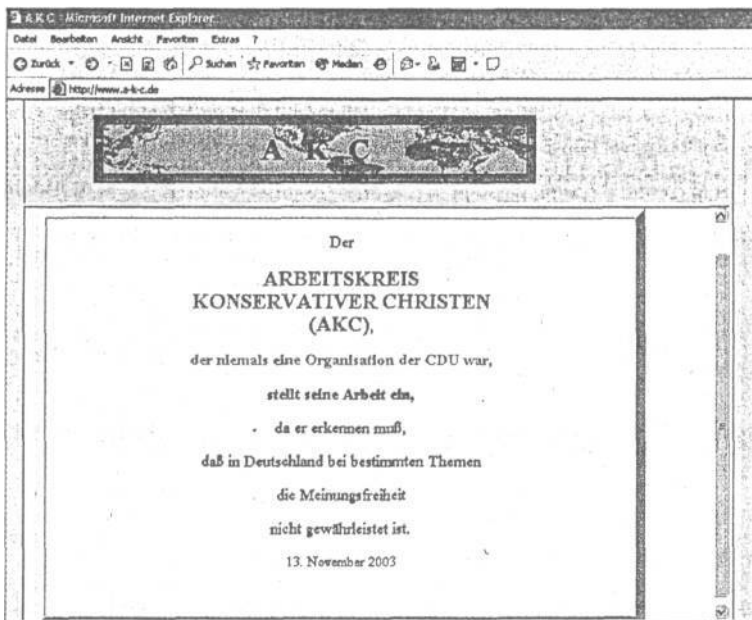 A K C - Microsoft Internet Explorer
Datei Bearbeiten Ansicht Favoriten Extras ?
Zurück Suchen Favoriten Medien
Adresse http://www.a-k-c.de
A K C
Der
ARBEITSKREIS
KONSERVATIVER CHRISTEN
(AKC),
der niemals eine Organisation der CDU war,
stellt seine Arbeit ein,
da er erkennen muß,
daß in Deutschland bei bestimmten Themen
die Meinungsfreiheit
nicht gewährleistet ist.
13. November 2003